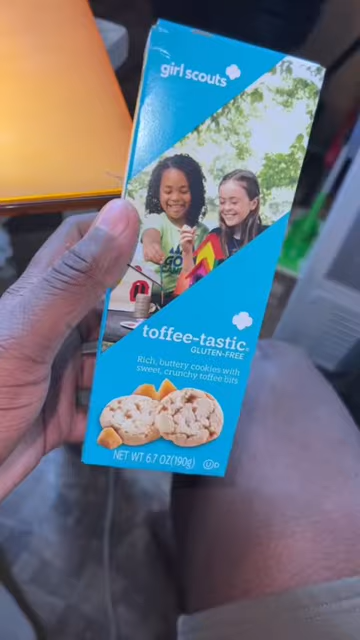 girl scouts
toffee-tastic®
GLUTEN-FREE
Rich, buttery cookies with
sweet, crunchy toffee bits
NET WT 6.7 OZ (190g) ⓊD